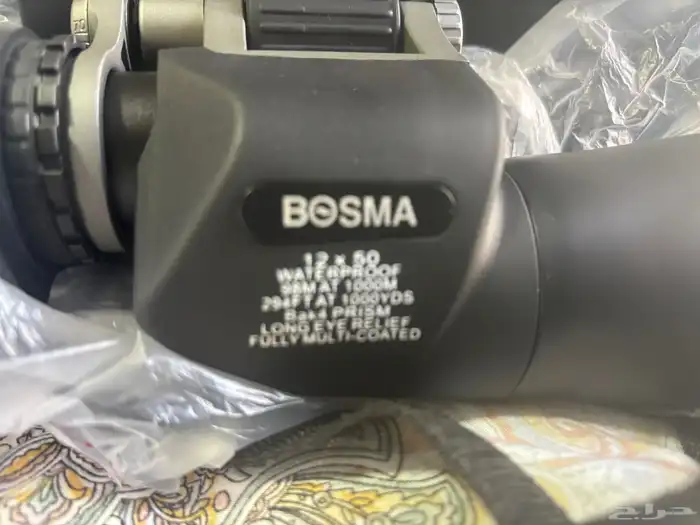 70
BOSMA
12 x 50
WATERPROOF
98M AT 1000M
294FT AT 1000YDS
Bak4 PRISM
LONG EYE RELIEF
FULLY MULTI-COATED
حراج